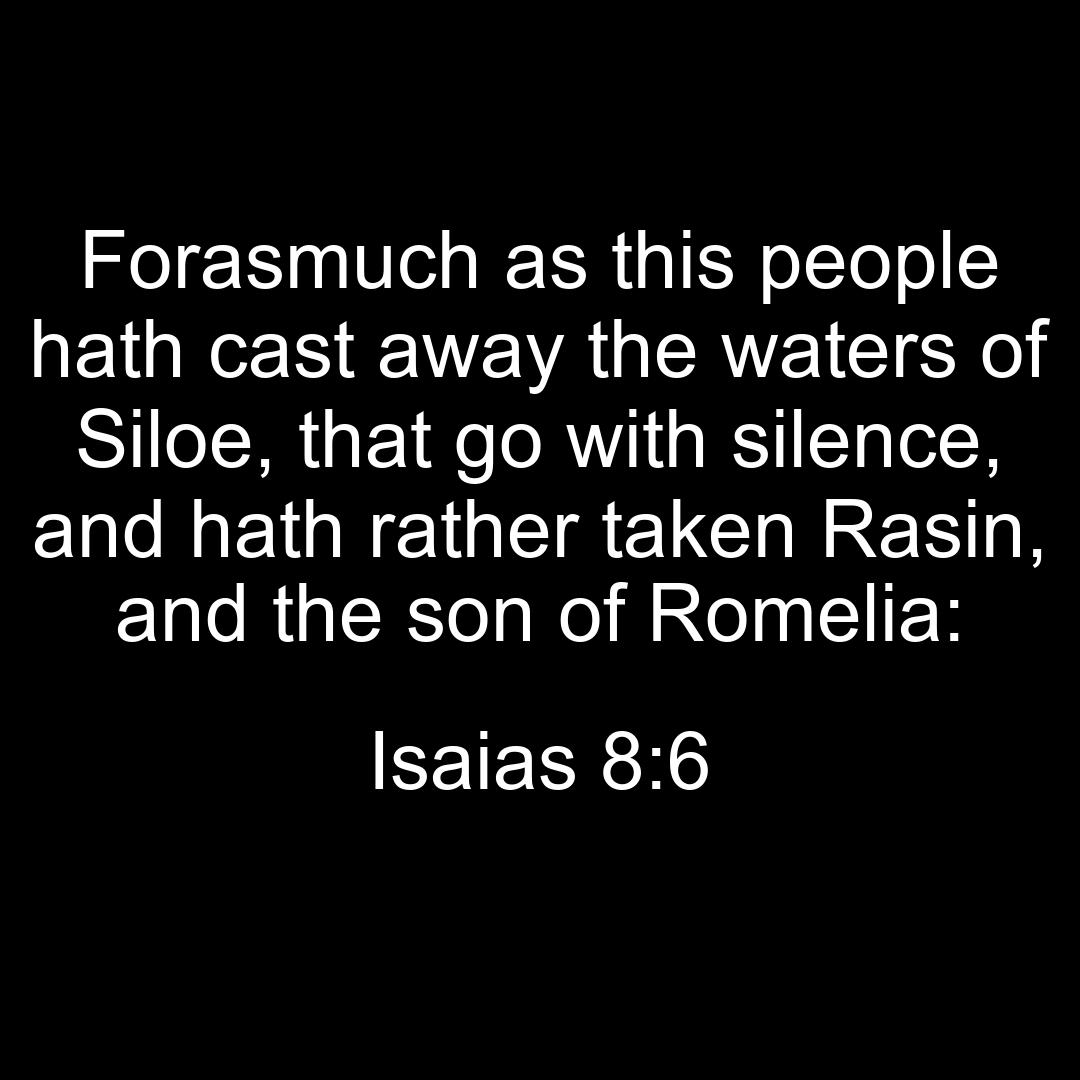 Forasmuch as this people
hath cast away the waters of
Siloe, that go with silence,
and hath rather taken Rasin,
and the son of Romelia:
Isaias 8:6